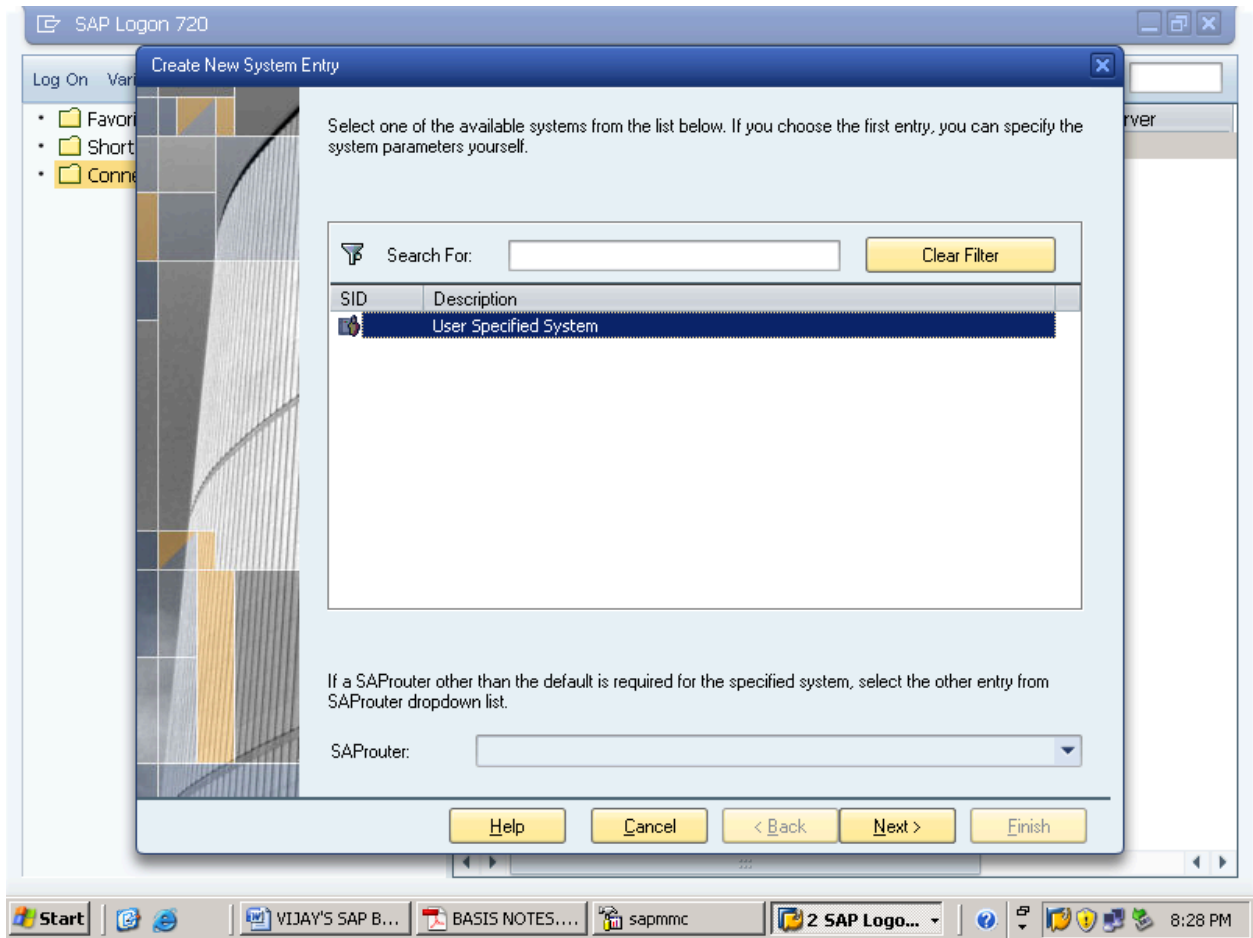 SAP Logon 720
Create New System Entry
Log On Vari
Favori
Short
Conne
rver
Select one of the available systems from the list below. If you choose the first entry, you can specify the
system parameters yourself.
Search For:
Clear Filter
SID Description
User Specified System
If a SAProuter other than the default is required for the specified system, select the other entry from
SAProuter dropdown list.
SAProuter:
Help Cancel < Back Next > Finish
Start VIJAY'S SAP B... BASIS NOTES.... sapmmc 2 SAP Logo... 8:28 PM